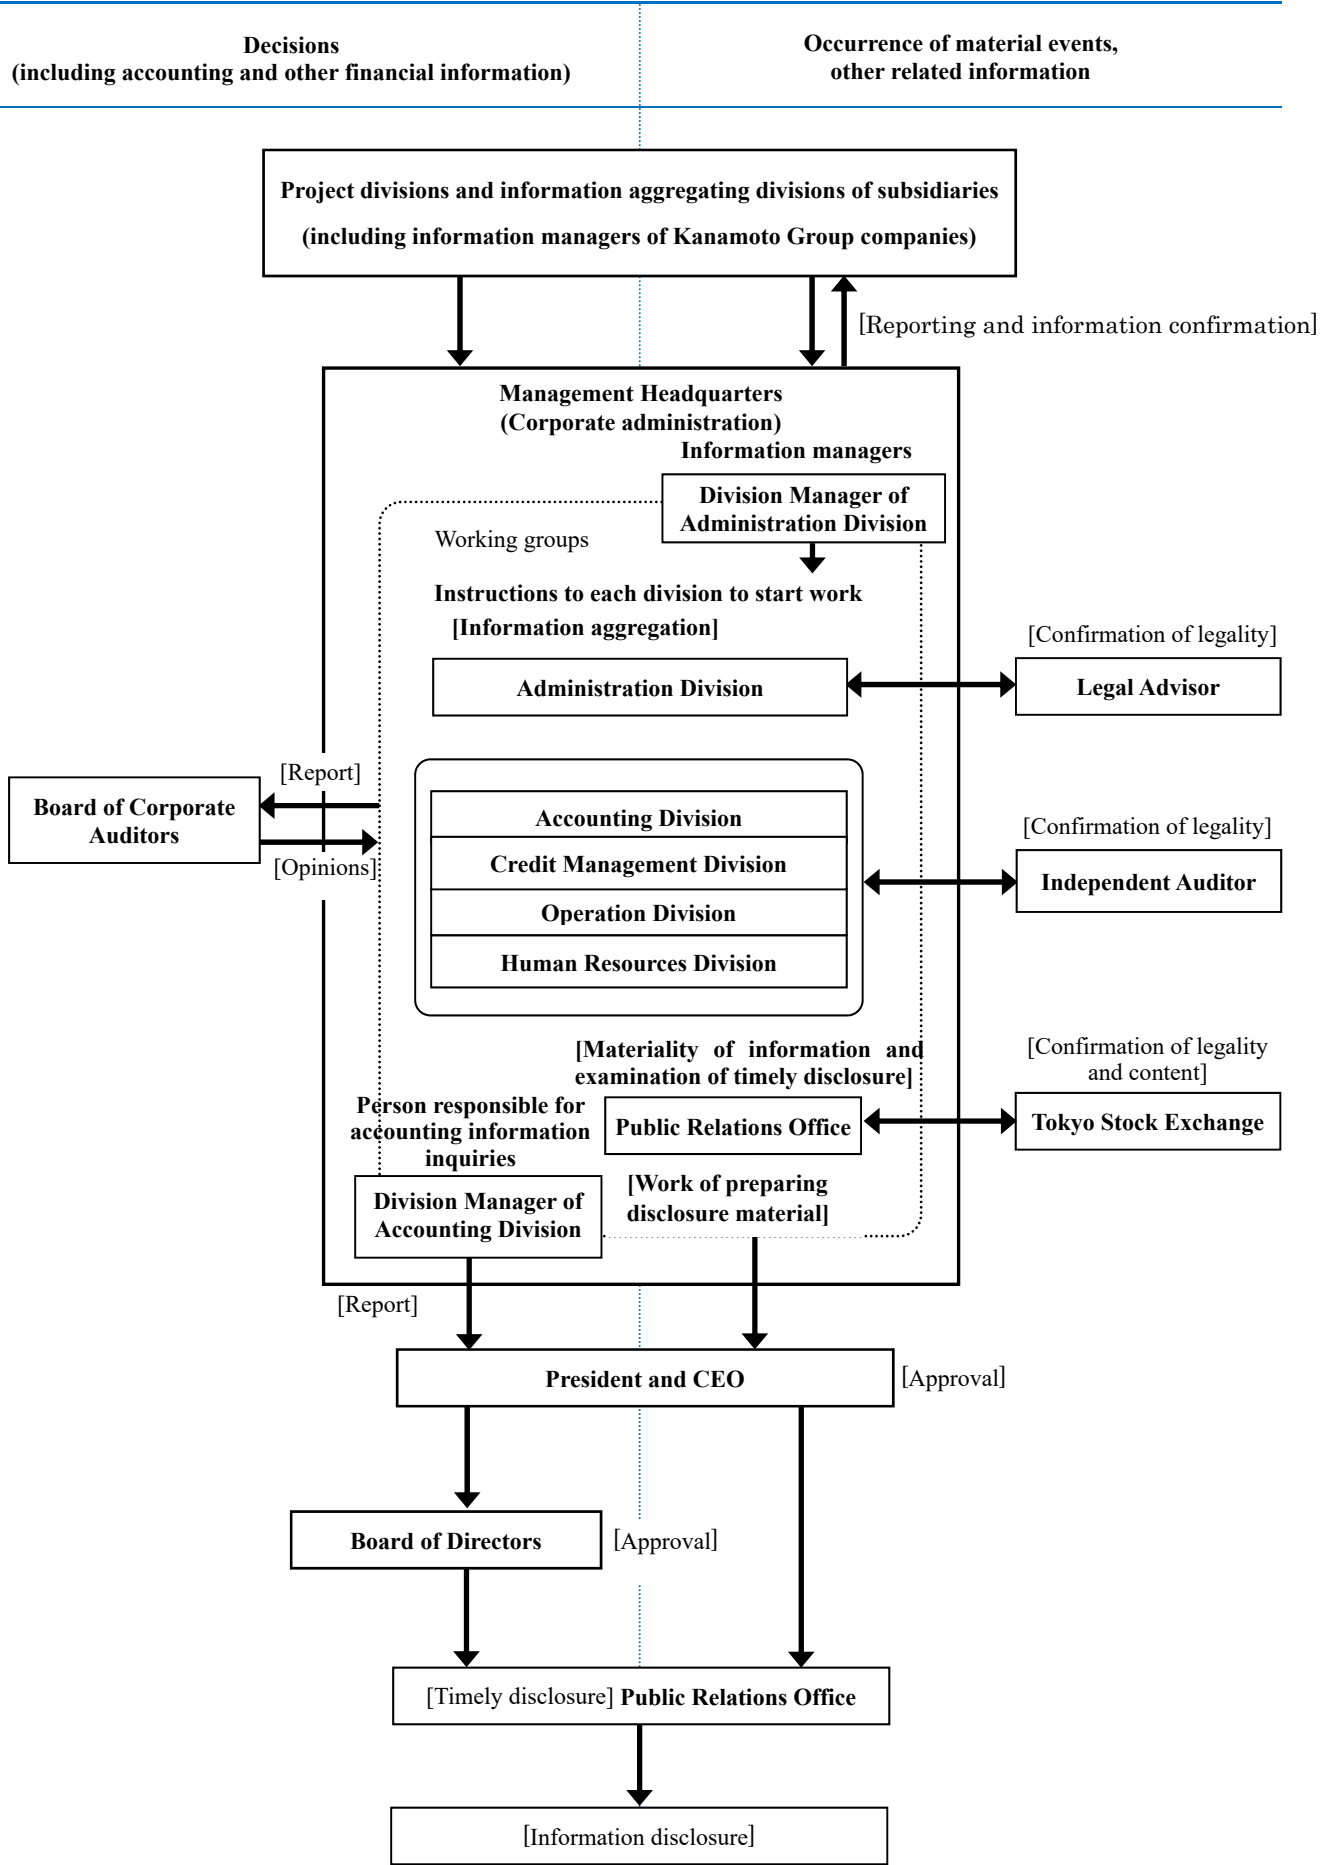 Decisions
(including accounting and other financial information)
Occurrence of material events,
other related information
Project divisions and information aggregating divisions of subsidiaries
(including information managers of Kanamoto Group companies)
[Reporting and information confirmation]
Management Headquarters
(Corporate administration)
Information managers
Division Manager of
Administration Division
Working groups
Instructions to each division to start work
[Information aggregation]
[Confirmation of legality]
Administration Division
Legal Advisor
[Report]
Board of Corporate
Auditors
[Opinions]
Accounting Division
Credit Management Division
Operation Division
Human Resources Division
[Confirmation of legality]
Independent Auditor
[Materiality of information and
examination of timely disclosure]
[Confirmation of legality
and content]
Person responsible for
accounting information
inquiries
Public Relations Office
Tokyo Stock Exchange
Division Manager of
Accounting Division
[Work of preparing
disclosure material]
[Report]
President and CEO
[Approval]
Board of Directors
[Approval]
[Timely disclosure] Public Relations Office
[Information disclosure]